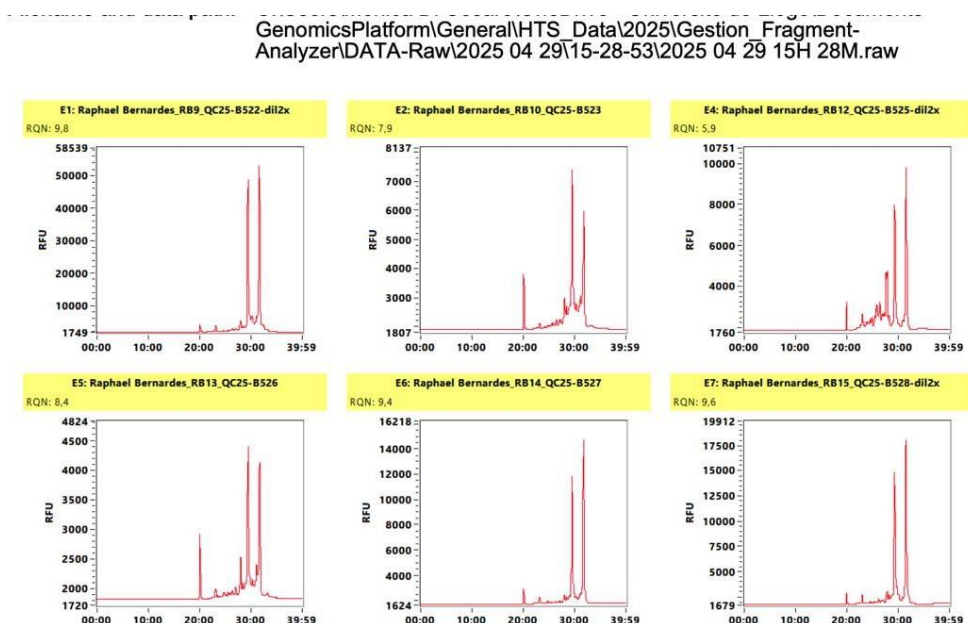 GenomicsPlatform\General\HTS_Data\2025\Gestion_Fragment-
Analyzer\DATA-Raw\2025 04 29\15-28-53\2025 04 29 15H 28M.raw
E1: Raphael Bernardes_RB9_QC25-B522-dil2x
RQN: 9,8
58539
50000
40000
30000
20000
10000
1749
RFU
00:00 10:00 20:00 30:00 39:59
E2: Raphael Bernardes_RB10_QC25-B523
RQN: 7,9
8137
7000
6000
5000
4000
3000
1807
RFU
00:00 10:00 20:00 30:00 39:59
E4: Raphael Bernardes_RB12_QC25-B525-dil2x
RQN: 5,9
10751
10000
8000
6000
4000
1760
RFU
00:00 10:00 20:00 30:00 39:59
E5: Raphael Bernardes_RB13_QC25-B526
RQN: 8,4
4824
4500
4000
3500
3000
2500
2000
1720
RFU
00:00 10:00 20:00 30:00 39:59
E6: Raphael Bernardes_RB14_QC25-B527
RQN: 9,4
16218
14000
12000
10000
8000
6000
4000
1624
RFU
00:00 10:00 20:00 30:00 39:59
E7: Raphael Bernardes_RB15_QC25-B528-dil2x
RQN: 9,6
19912
17500
15000
12500
10000
7500
5000
1679
RFU
00:00 10:00 20:00 30:00 39:59